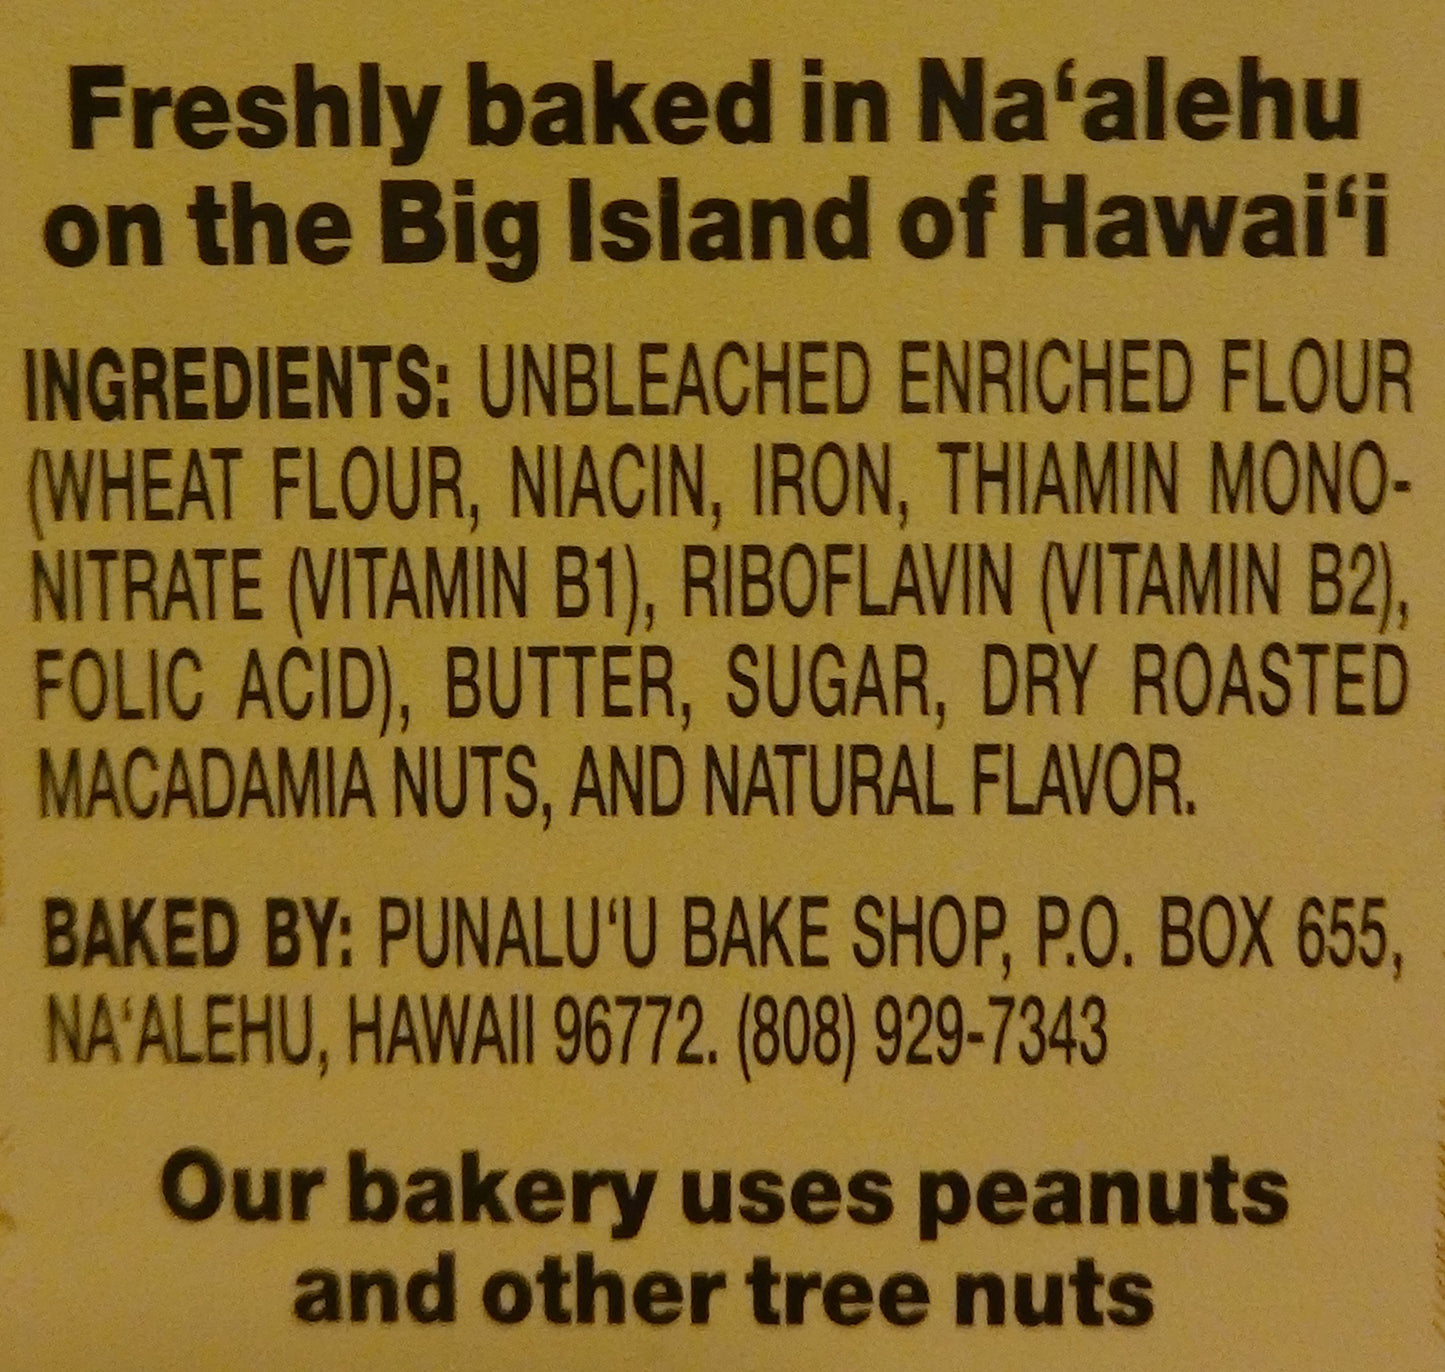 Freshly baked in Na‘alehu
on the Big Island of Hawai‘i
INGREDIENTS: UNBLEACHED ENRICHED FLOUR
(WHEAT FLOUR, NIACIN, IRON, THIAMIN MONO-
NITRATE (VITAMIN B1), RIBOFLAVIN (VITAMIN B2),
FOLIC ACID), BUTTER, SUGAR, DRY ROASTED
MACADAMIA NUTS, AND NATURAL FLAVOR.
BAKED BY: PUNALU‘U BAKE SHOP, P.O. BOX 655,
NA‘ALEHU, HAWAII 96772. (808) 929-7343
Our bakery uses peanuts
and other tree nuts